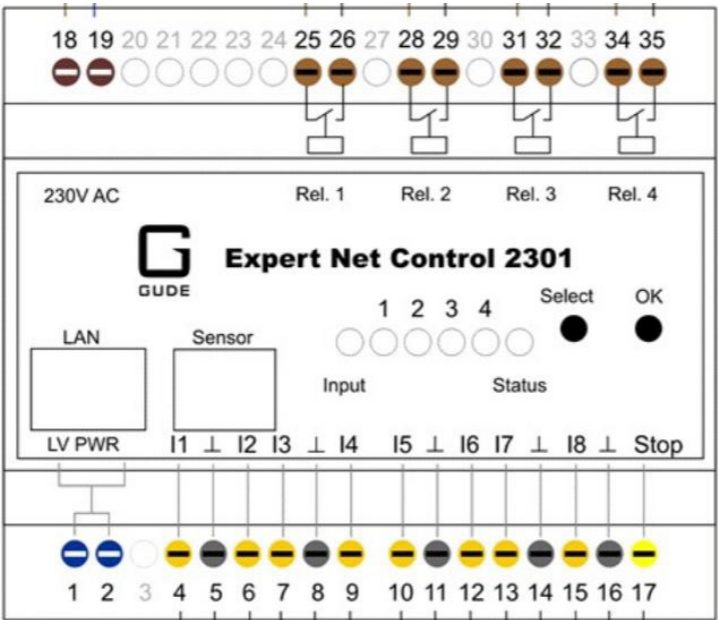 18 19 20 21 22 23 24 25 26 27 28 29 30 31 32 33 34 35
230V AC Rel. 1 Rel. 2 Rel. 3 Rel. 4
Expert Net Control 2301
GUDE
Select OK
1 2 3 4
LAN Sensor
Input Status
LV PWR I1 ⊥ I2 I3 ⊥ I4 I5 ⊥ I6 I7 ⊥ I8 ⊥ Stop
1 2 3 4 5 6 7 8 9 10 11 12 13 14 15 16 17